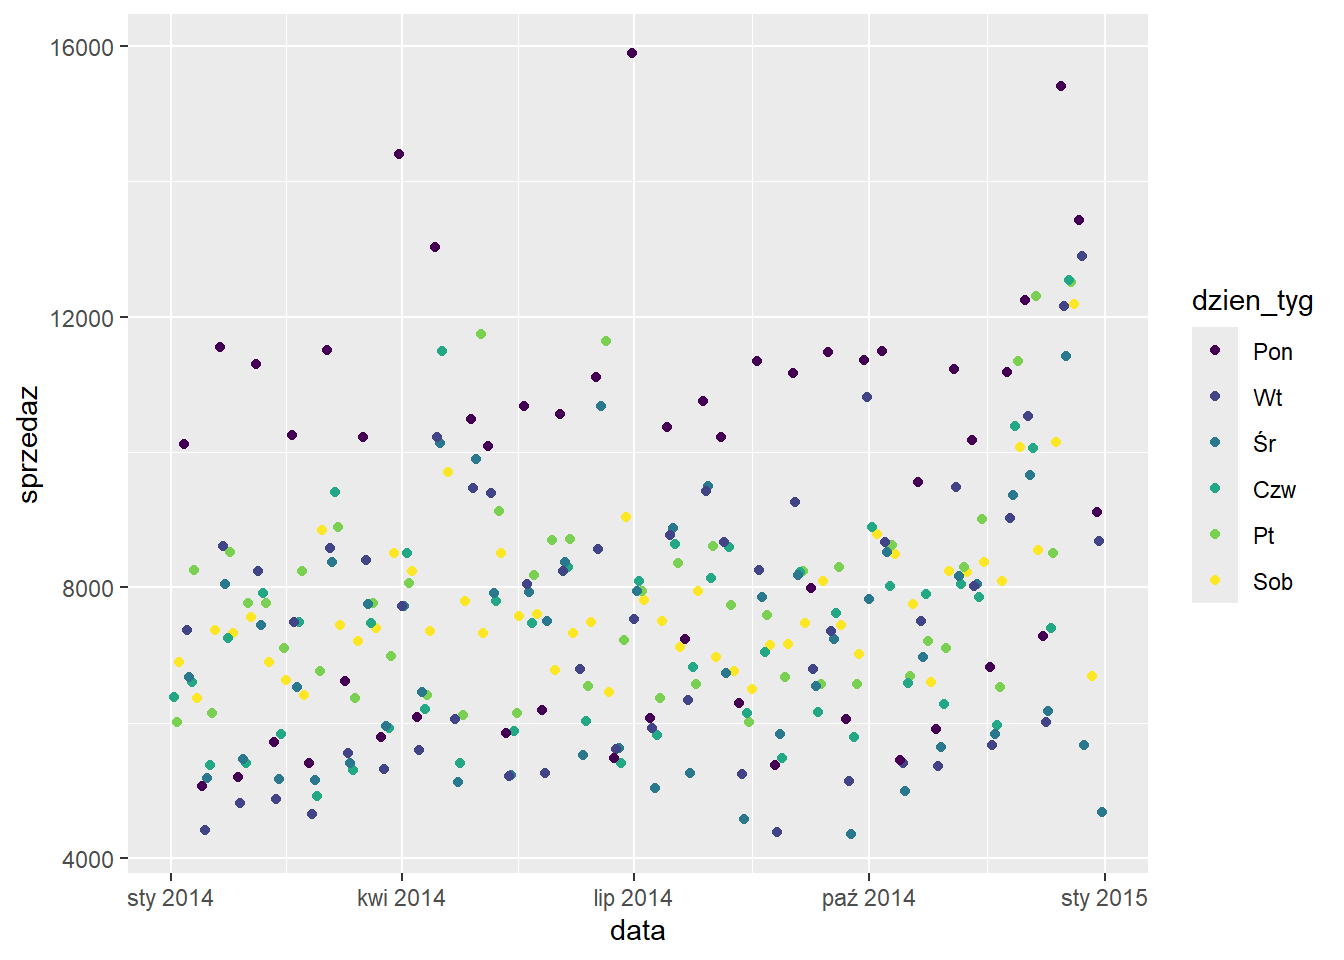 16000
12000
8000
4000
sprzedaz
sty 2014
kwi 2014
lip 2014
paź 2014
sty 2015
data
dzien_tyg
Pon
Wt
Śr
Czw
Pt
Sob